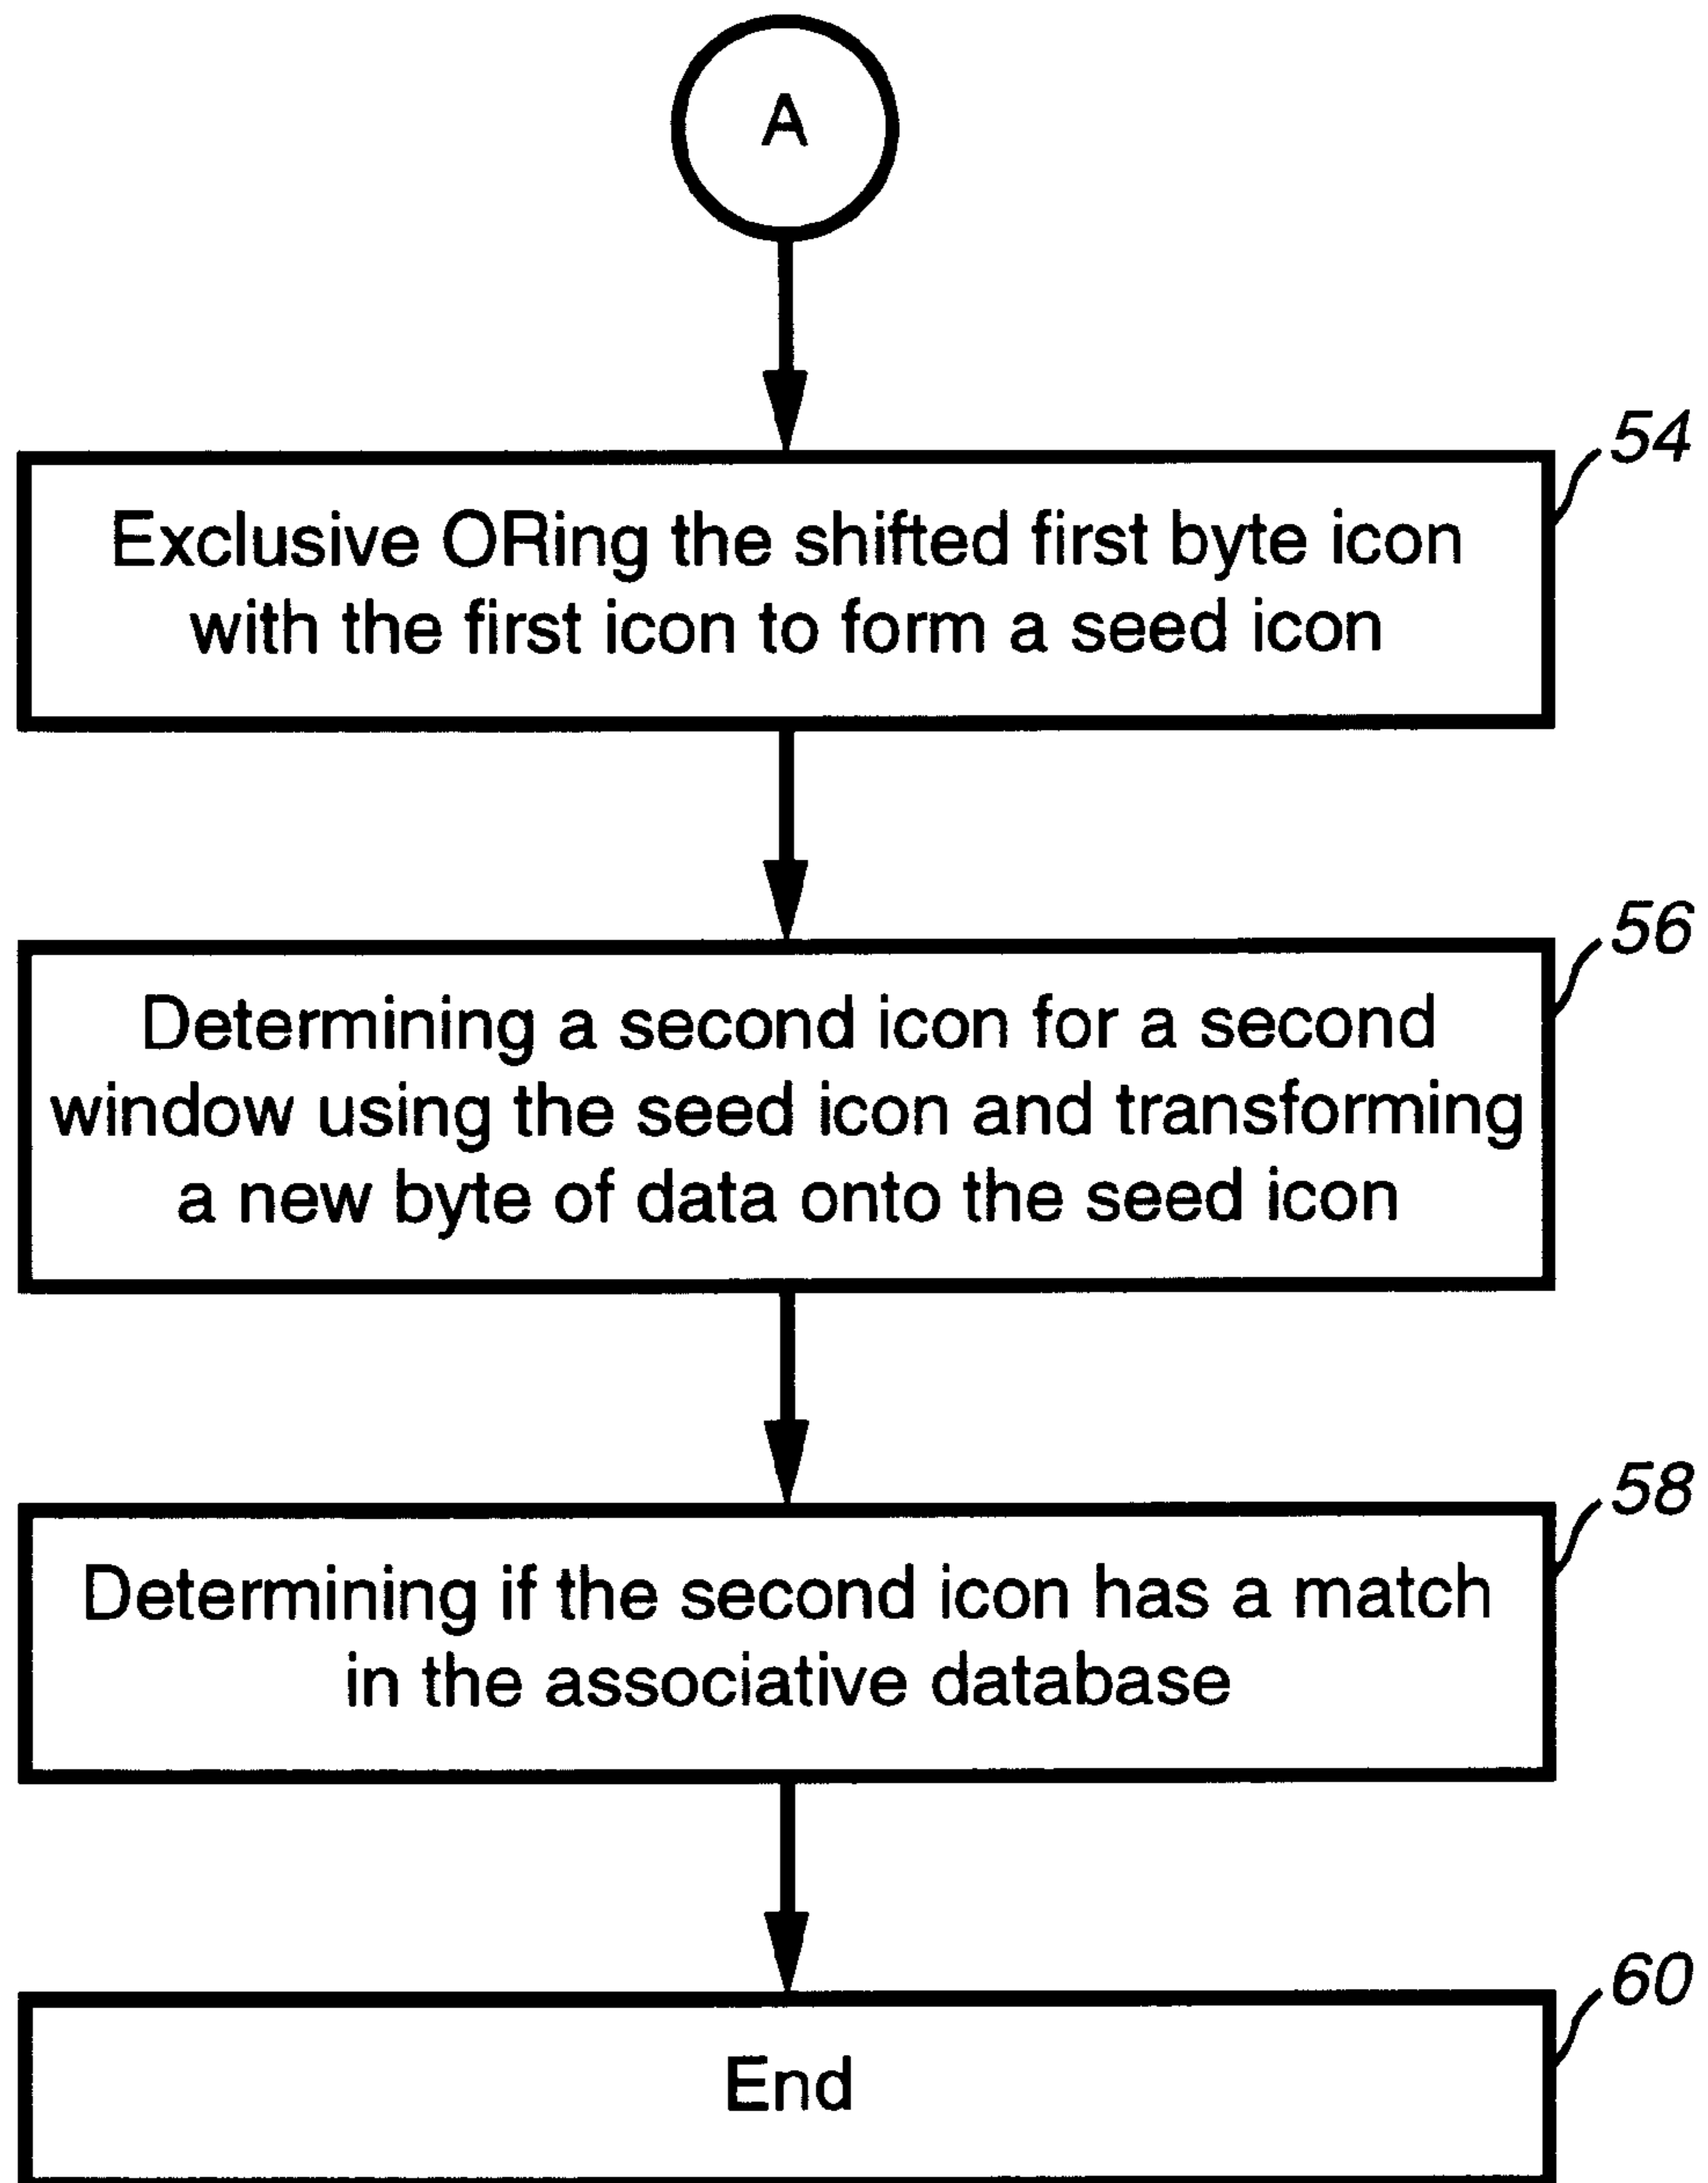 A
54
Exclusive ORing the shifted first byte icon
with the first icon to form a seed icon
56
Determining a second icon for a second
window using the seed icon and transforming
a new byte of data onto the seed icon
58
Determining if the second icon has a match
in the associative database
60
End